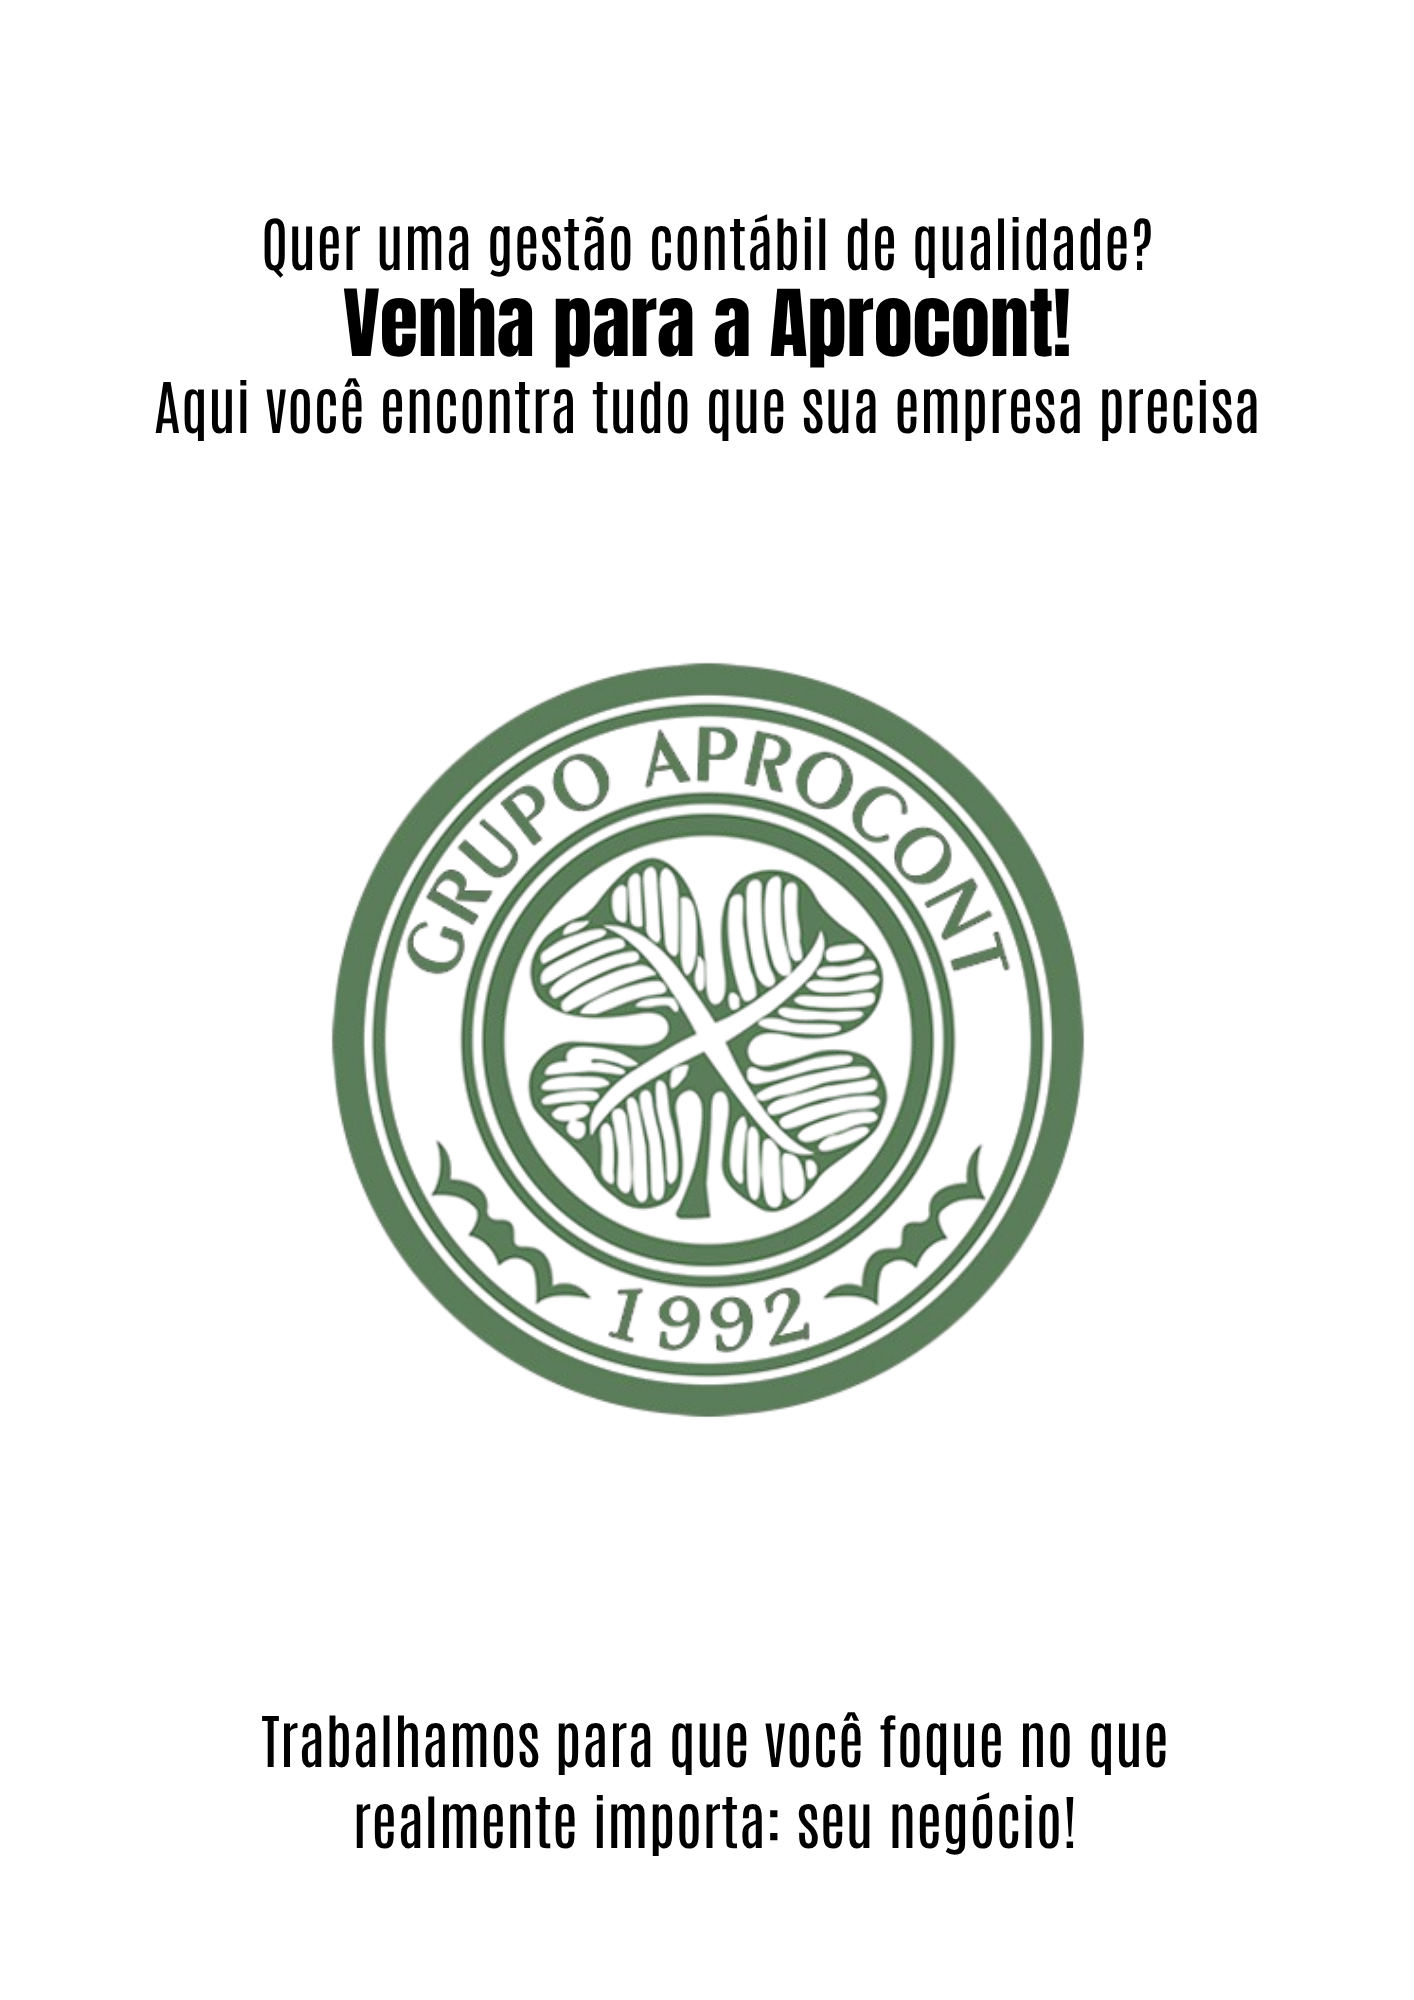 Quer uma gestão contábil de qualidade?
Venha para a Aprocont!
Aqui você encontra tudo que sua empresa precisa
GRUPO APROCONT
1992
Trabalhamos para que você foque no que
realmente importa: seu negócio!